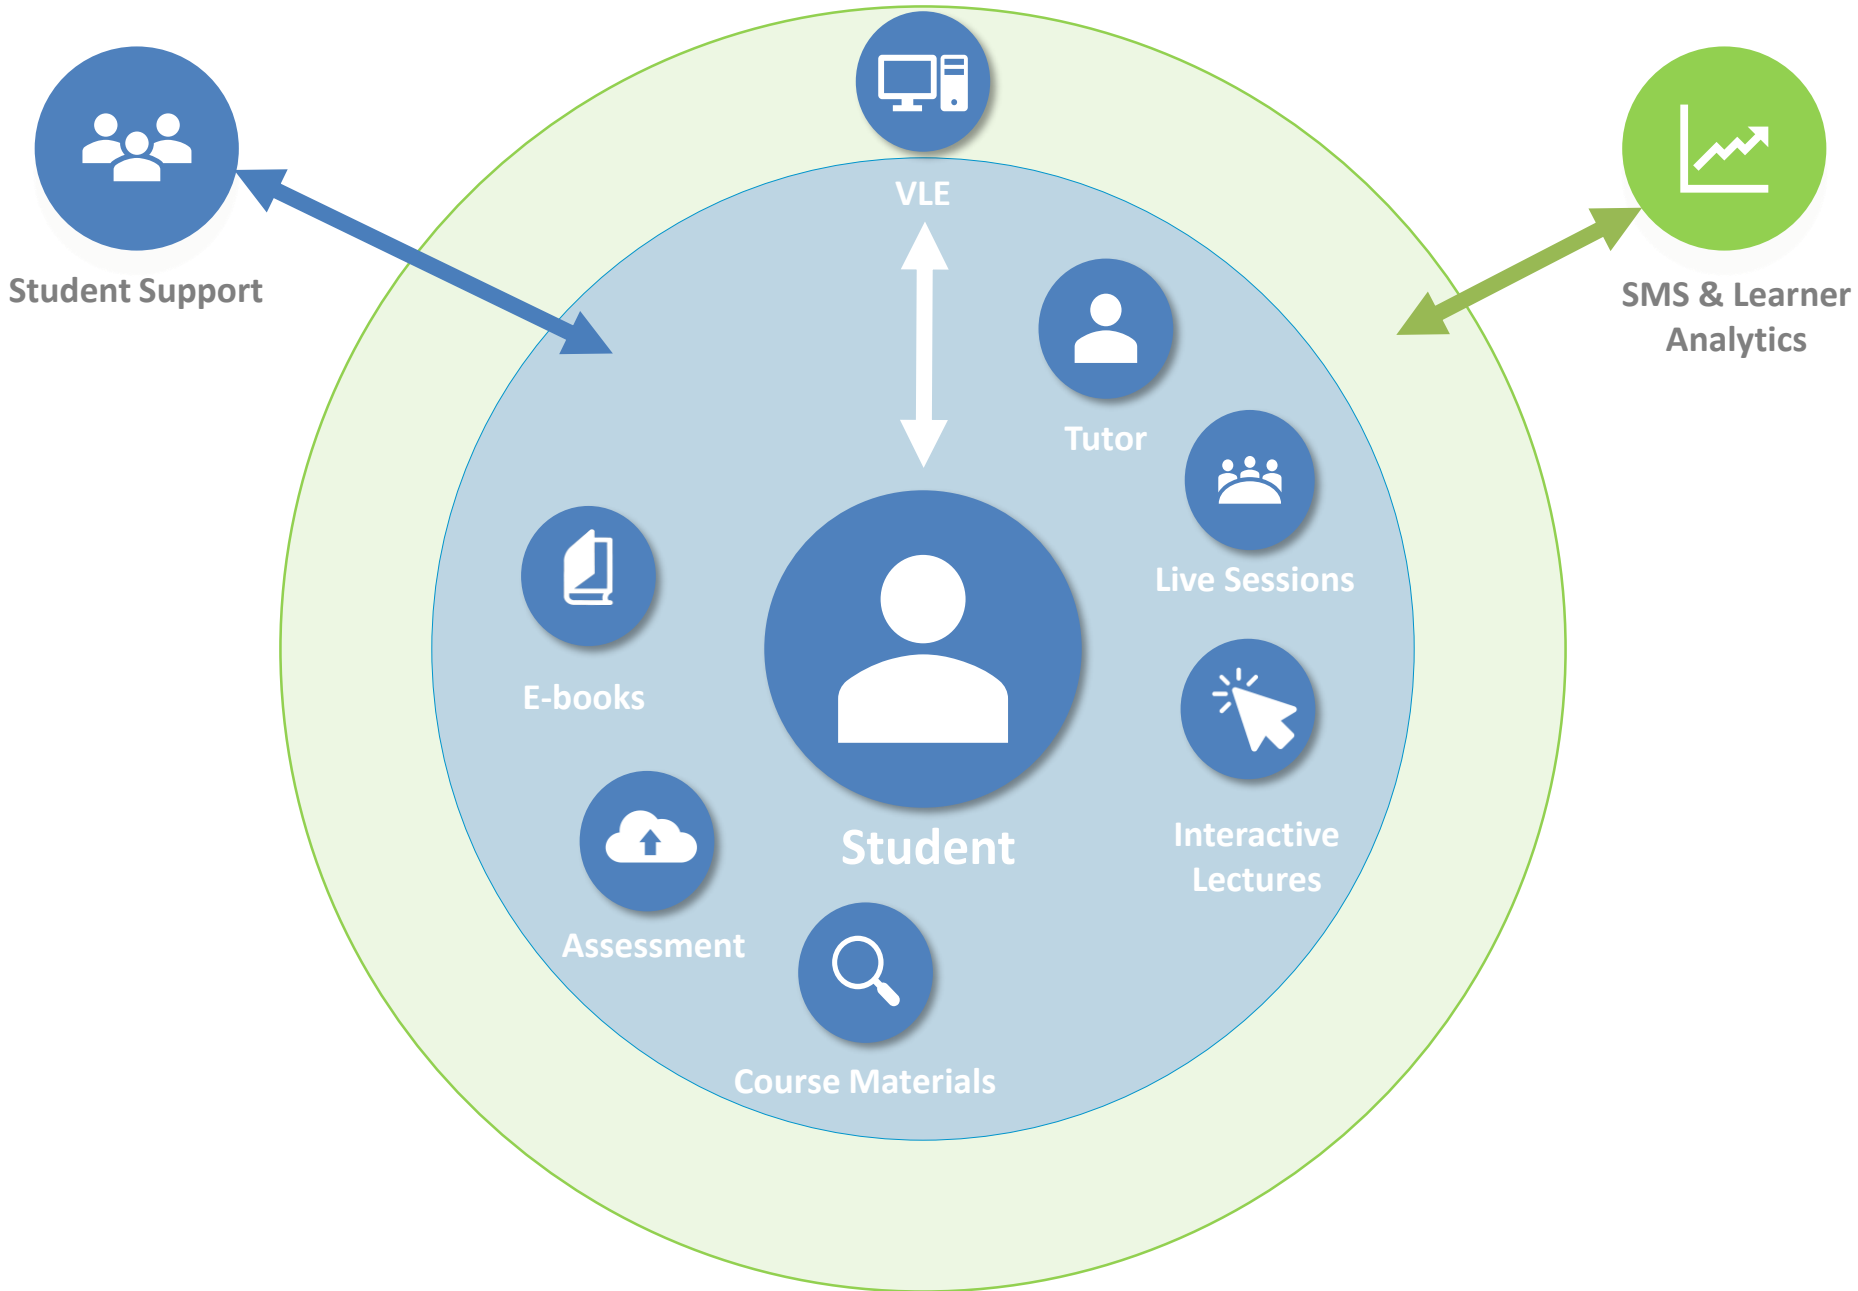 VLE
Student Support
SMS & Learner
Analytics
Tutor
Live Sessions
E-books
Interactive
Lectures
Student
Assessment
Course Materials